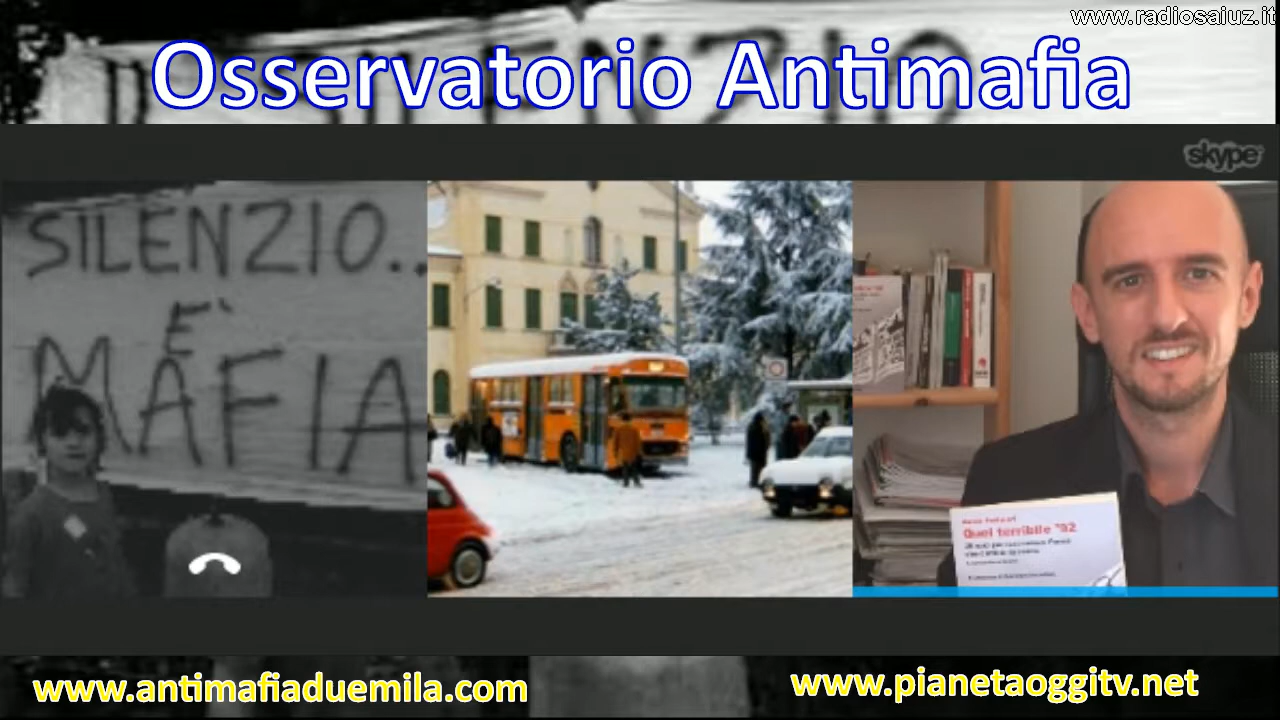 www.radiosaiuz.it
Osservatorio Antimafia
skype
SILENZIO..
E'
MAFIA
Quel terribile '92
www.antimafiaduemila.com
www.pianetaoggitv.net